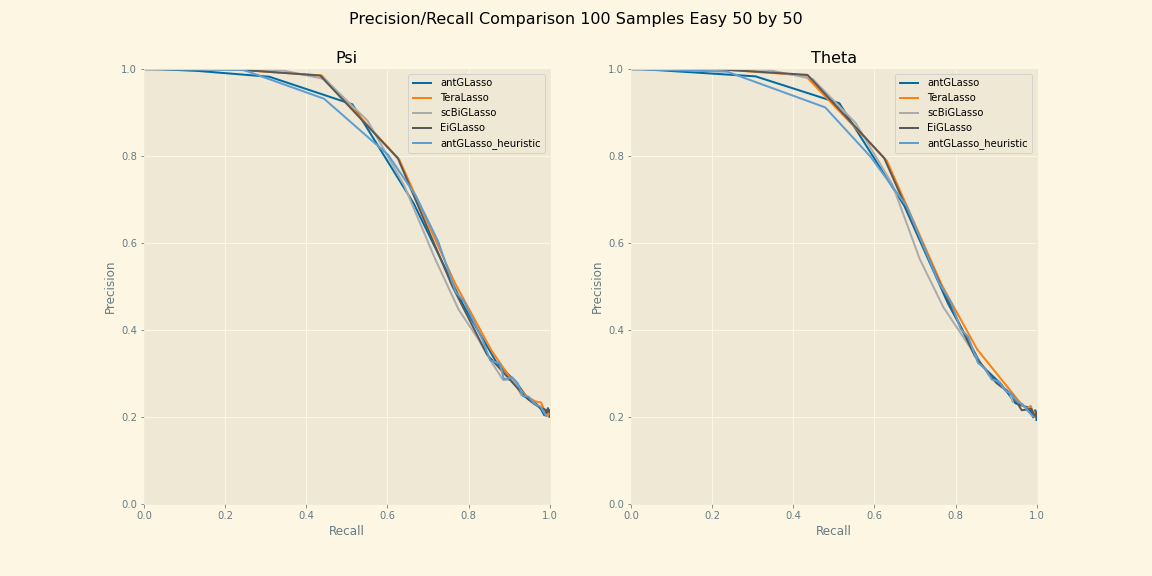 Precision/Recall Comparison 100 Samples Easy 50 by 50
Psi
1.0
0.8
0.6
0.4
0.2
0.0
Precision
0.0 0.2 0.4 0.6 0.8 1.0
Recall
antGLasso
TeraLasso
scBiGLasso
EiGLasso
antGLasso_heuristic
Theta
1.0
0.8
0.6
0.4
0.2
0.0
Precision
0.0 0.2 0.4 0.6 0.8 1.0
Recall
antGLasso
TeraLasso
scBiGLasso
EiGLasso
antGLasso_heuristic